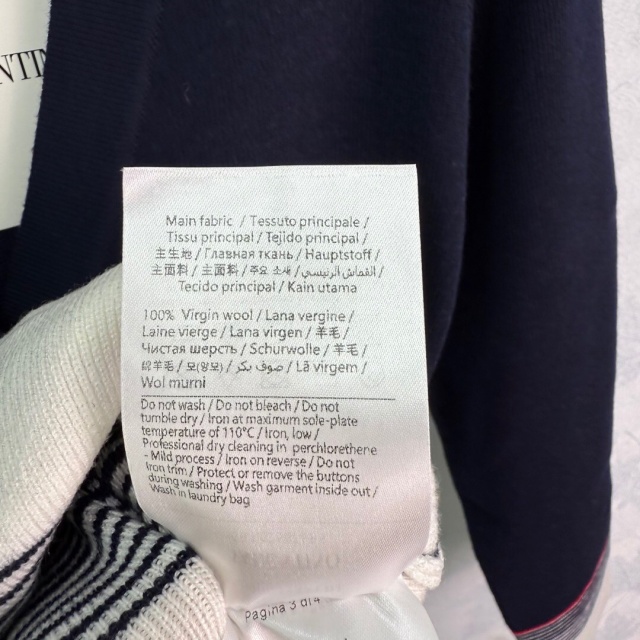 NTIN
Main fabric / Tessuto principale /
Tissu principal / Tejido principal /
主生地 / Главная ткань / Hauptstoff /
主面料 / 主面料 / 주요 소재 / القماش الرئيسي /
Tecido principal / Kain utama
100% Virgin wool / Lana vergine /
Laine vierge / Lana virgen / 羊毛 /
Чистая шерсть / Schurwolle / 羊毛 /
綿羊毛 / 모(양모) / صوف بكر / Lã virgem /
Wol murni
Do not wash / Do not bleach / Do not
tumble dry / Iron at maximum sole-plate
temperature of 110°C / Iron, low /
Professional dry cleaning in perchlorethene
- Mild process / Iron on reverse / Do not
iron trim / Protect or remove the buttons
during washing / Wash garment inside out /
Wash in laundry bag
Pagina 3 di 4